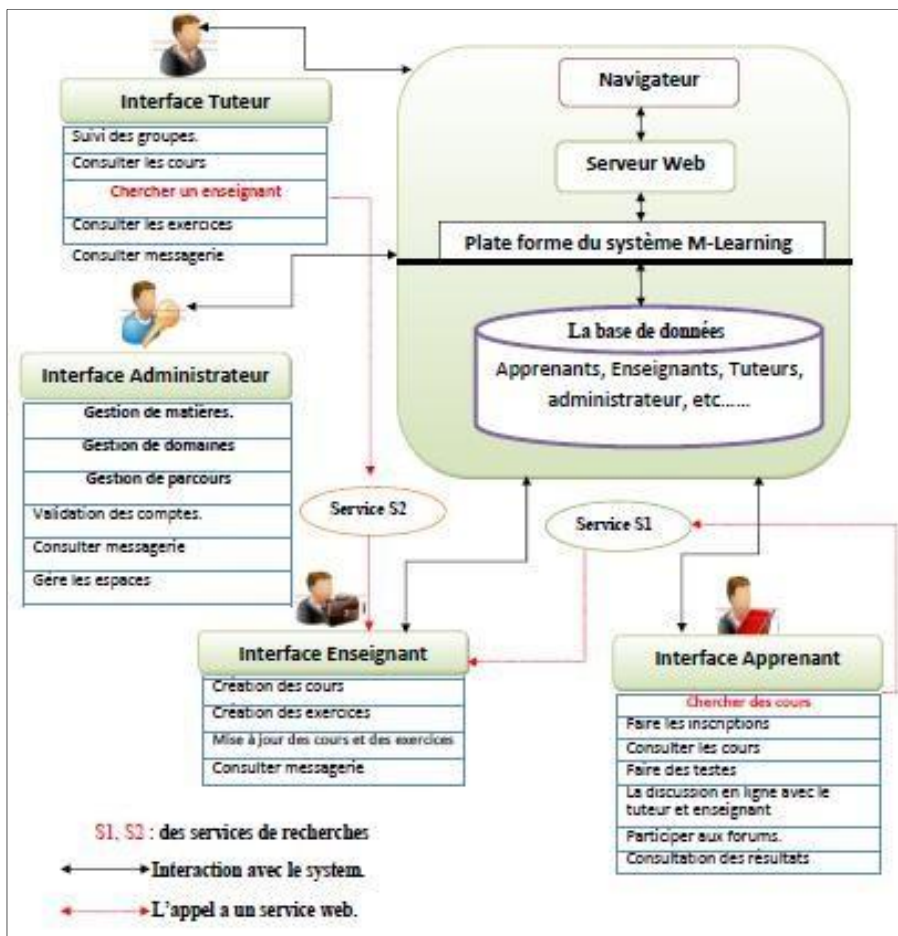 Interface Tuteur
Suivi des groupes.
Consulter les cours
Chercher un enseignant
Consulter les exercices
Consulter messagerie
Navigateur
Serveur Web
Plate forme du système M-Learning
La base de données
Apprenants, Enseignants, Tuteurs,
administrateur, etc……
Interface Administrateur
Gestion de matières.
Gestion de domaines
Gestion de parcours
Validation des comptes.
Consulter messagerie
Gère les espaces
Service S2
Service S1
Interface Enseignant
Création des cours
Création des exercices
Mise à jour des cours et des exercices
Consulter messagerie
Interface Apprenant
Chercher des cours
Faire les inscriptions
Consulter les cours
Faire des testes
La discussion en ligne avec le
tuteur et enseignant
Participer aux forums.
Consultation des résultats
S1, S2 : des services de recherches
Interaction avec le system.
L'appel a un service web.